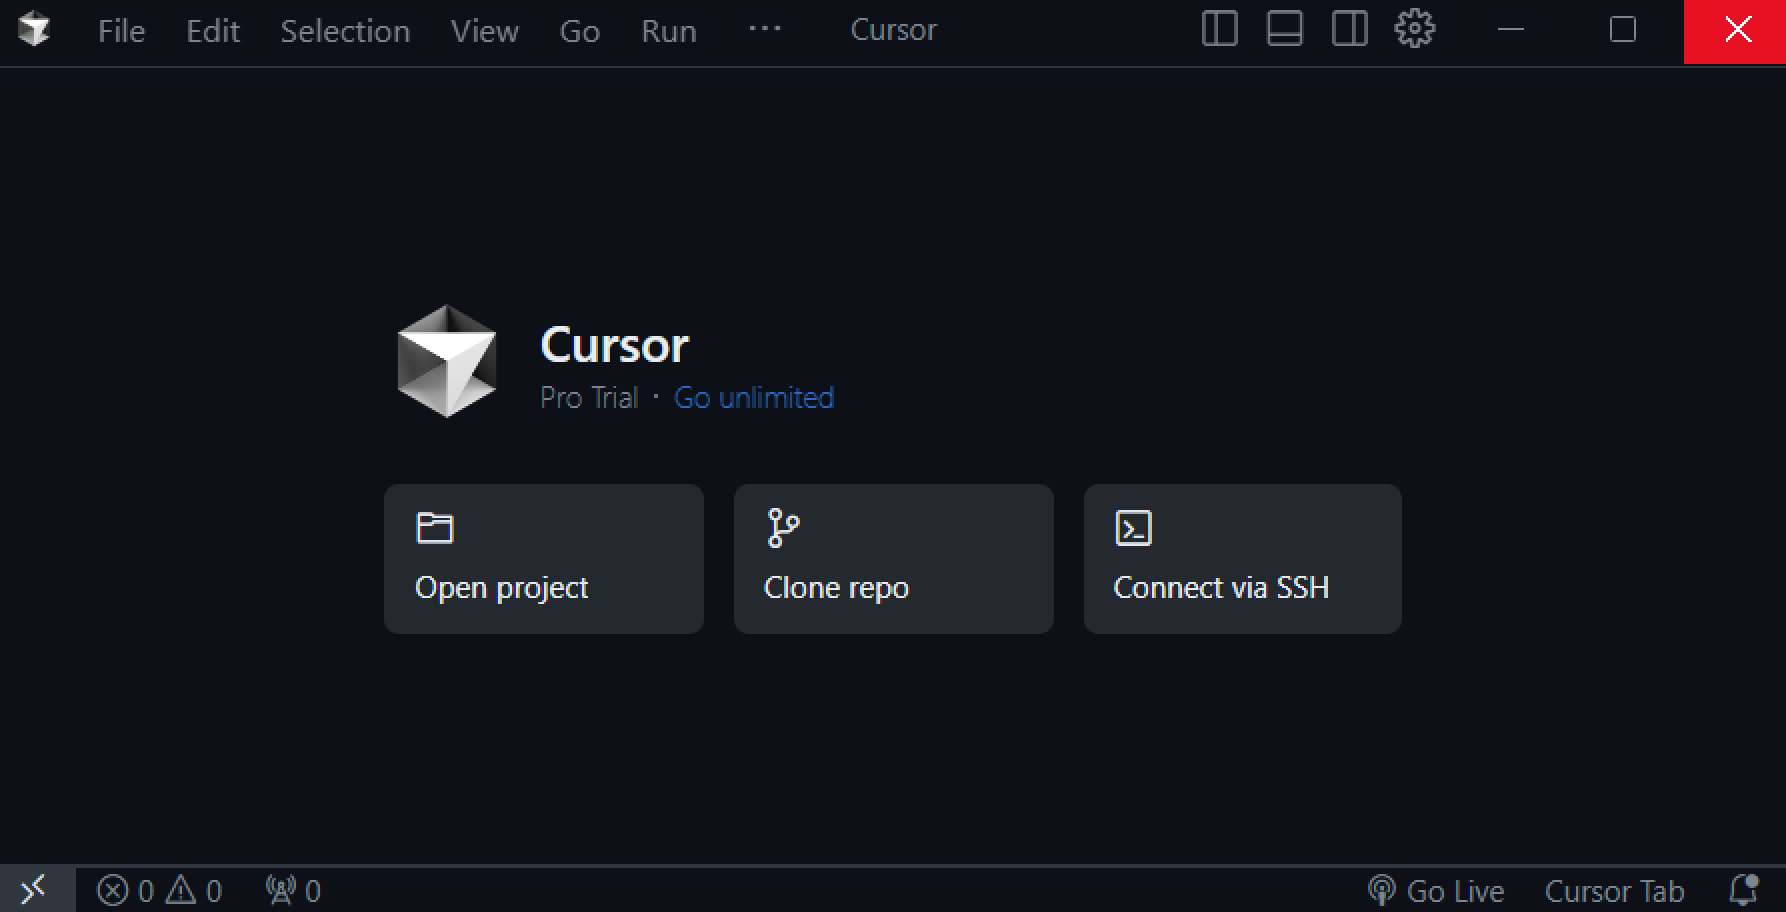 File Edit Selection View Go Run ··· Cursor
Cursor
Pro Trial · Go unlimited
Open project
Clone repo
Connect via SSH
0 0 0
Go Live Cursor Tab